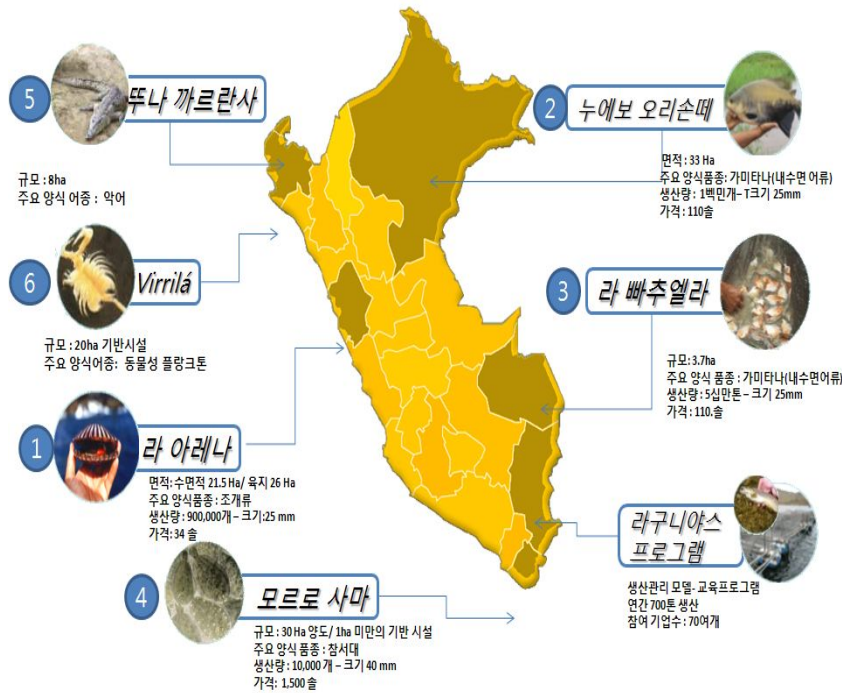 5
뚜나 까르란사
규모 : 8ha
주요 양식 어종 : 악어
2
누에보 오리손떼
면적 : 33 Ha
주요 양식품종: 가미타나(내수면 어류)
생산량 : 1벡민개– T크기 25mm
가격 : 110솔
6
Virrilá
규모 : 20ha 기반시설
주요 양식어종: 동물성 플랑크톤
3
라 빠추엘라
규모: 3.7ha
주요 양식 품종 : 가미타나(내수면어류)
생산량 : 5십만톤 – 크기 25mm
가격 : 110.솔
1
라 아레나
면적: 수면적 21.5 Ha/ 육지 26 Ha
주요 양식품종 : 조개류
생산량 : 900,000개 – 크기:25 mm
가격: 34 솔
라구니야스
프로그램
생산관리 모델- 교육프로그램
연간 700톤 생산
참여 기업수 : 70여개
4
모르로 사마
규모 : 30 Ha 양도/ 1ha 미만의 기반 시설
주요 양식 품종 : 참서대
생산량 : 10,000 개 – 크기 40 mm
가격: 1,500 솔